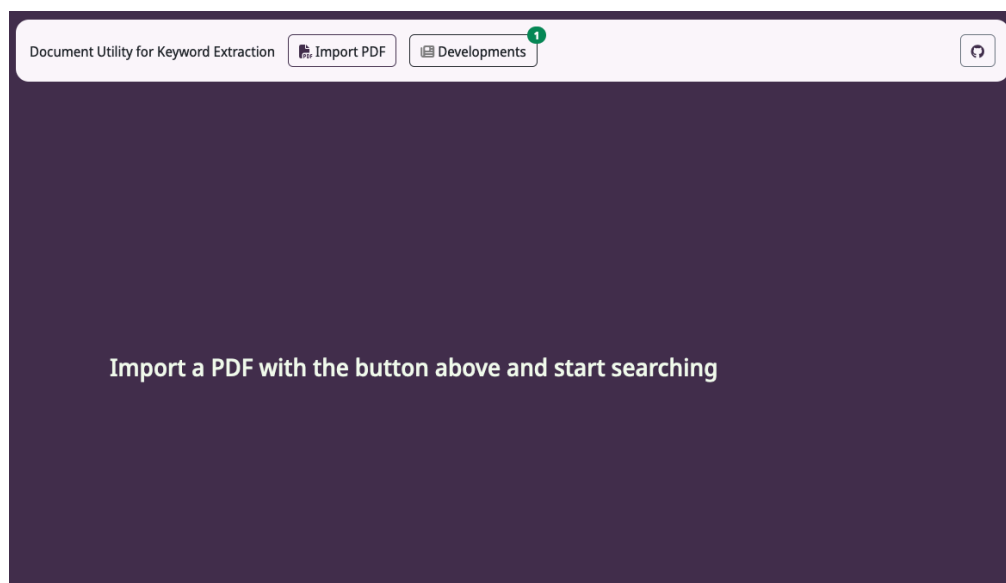 Document Utility for Keyword Extraction
Import PDF
Developments
1
Import a PDF with the button above and start searching